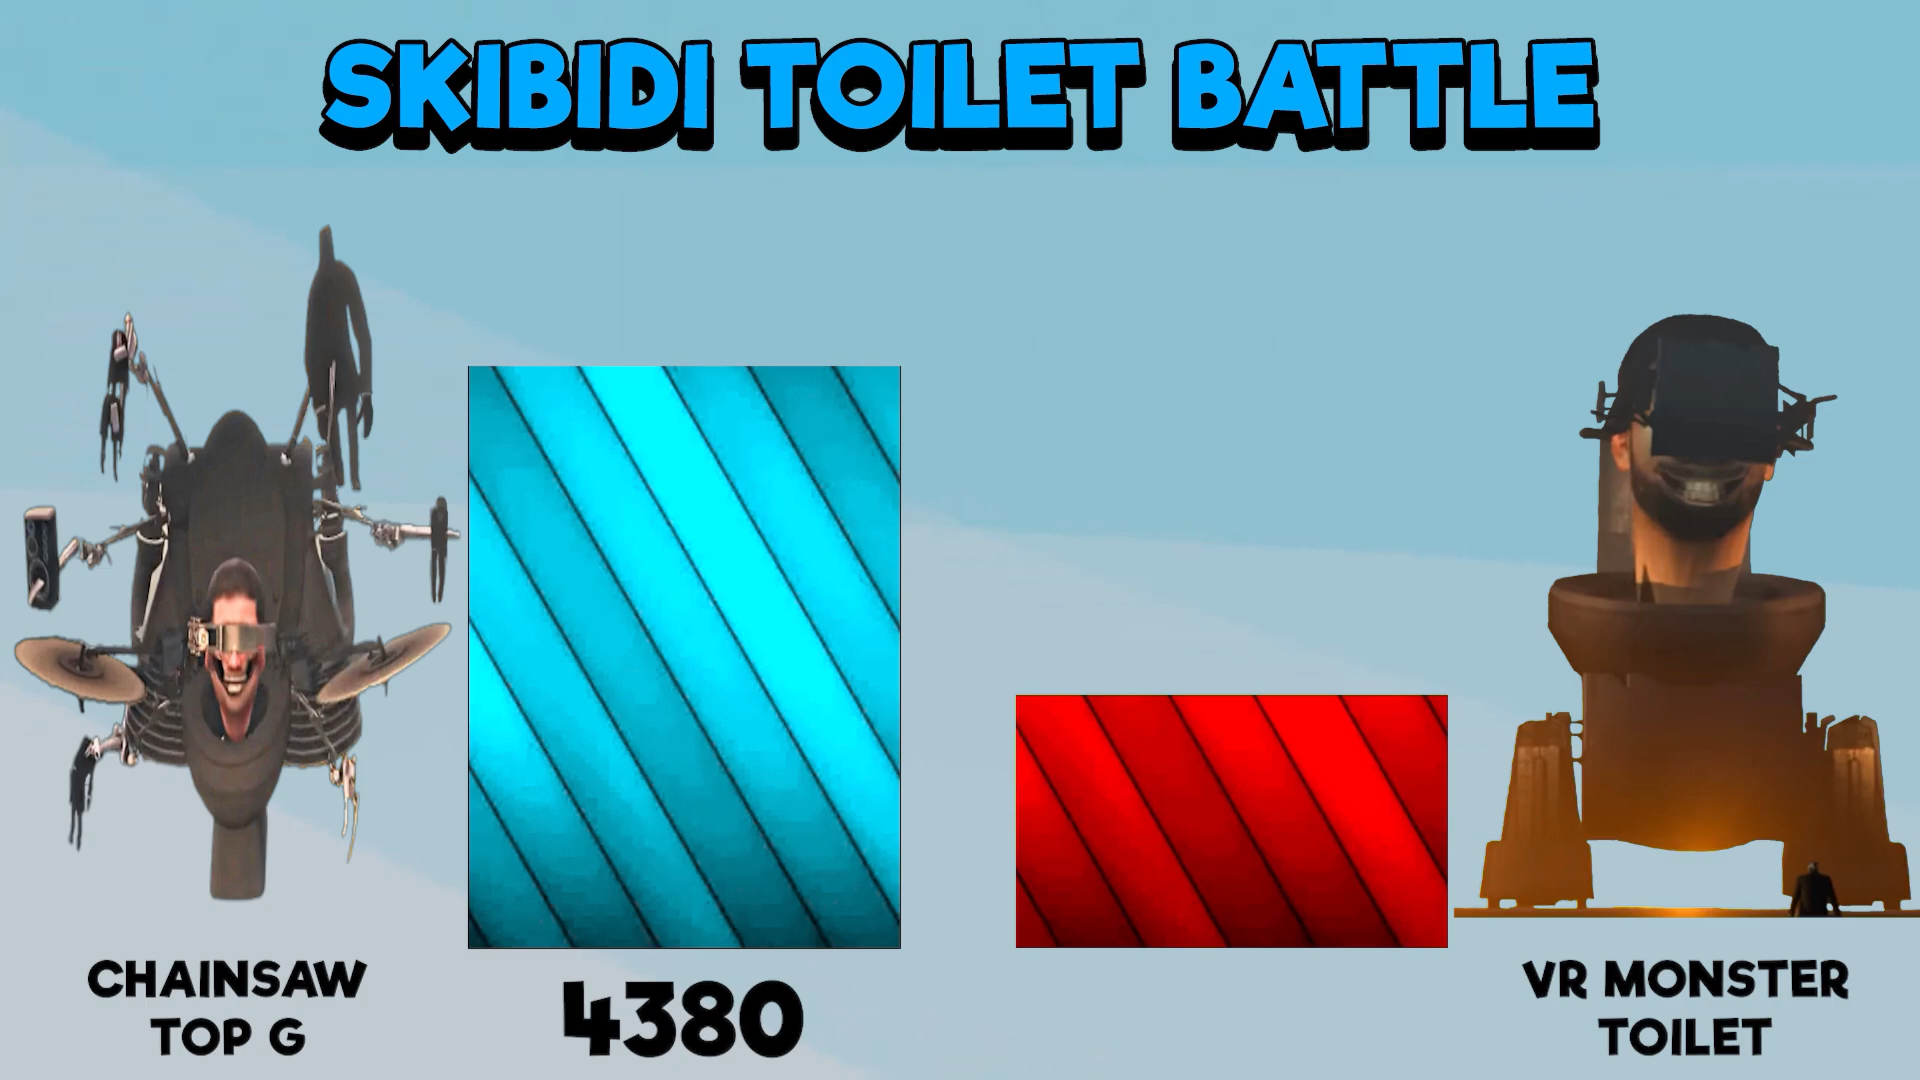 SKIBIDI TOILET BATTLE
CHAINSAW
TOP G
4380
VR MONSTER
TOILET